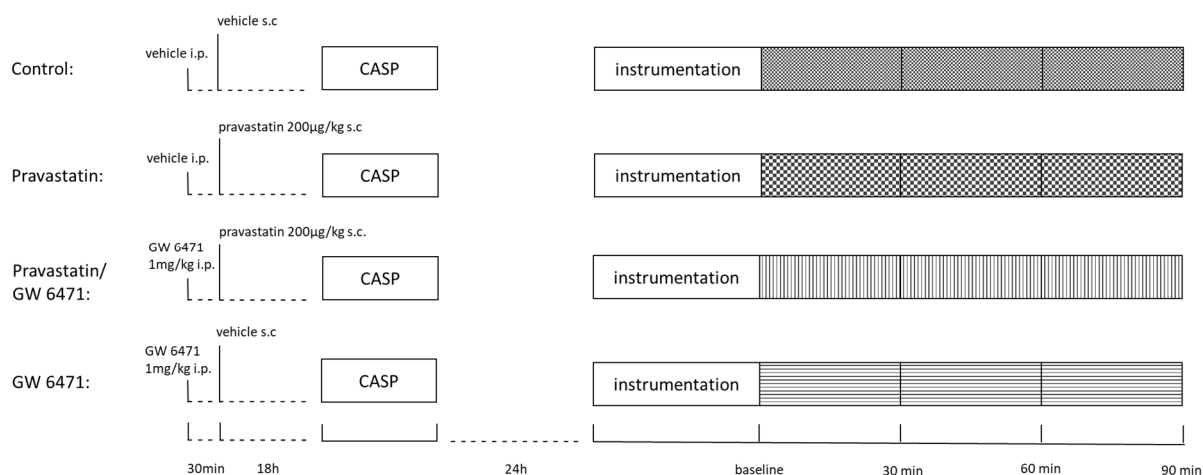 vehicle s.c
vehicle i.p.
Control:
CASP
instrumentation
pravastatin 200µg/kg s.c
vehicle i.p.
Pravastatin:
CASP
instrumentation
pravastatin 200µg/kg s.c.
GW 6471
1mg/kg i.p.
Pravastatin/
GW 6471:
CASP
instrumentation
vehicle s.c
GW 6471
1mg/kg i.p.
GW 6471:
CASP
instrumentation
30min 18h 24h baseline 30 min 60 min 90 min